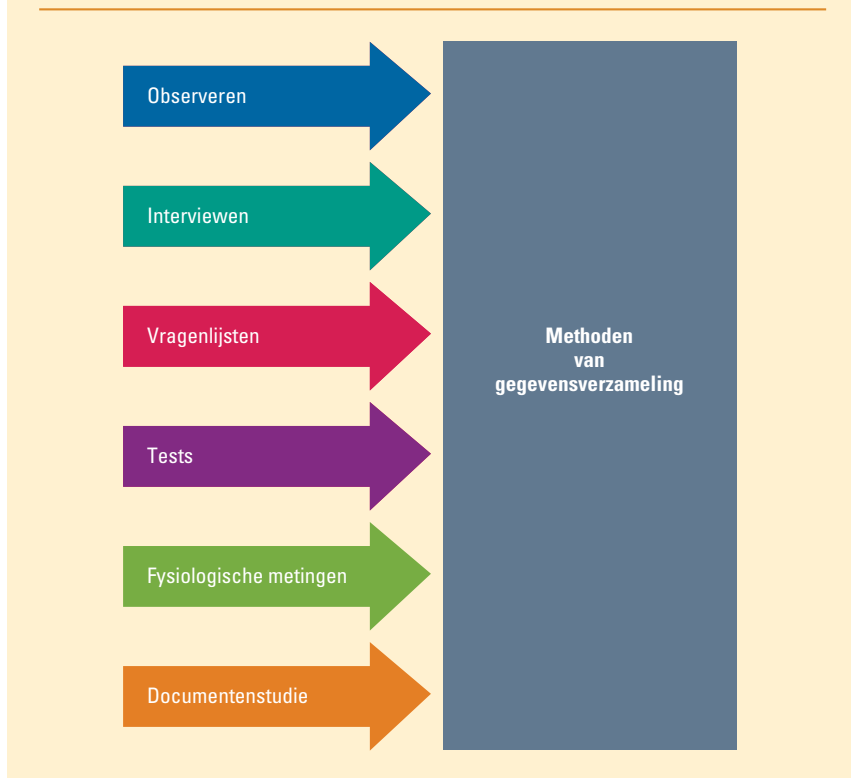 Observeren
Interviewen
Vragenlijsten
Tests
Fysiologische metingen
Documentenstudie
Methoden
van
gegevensverzameling